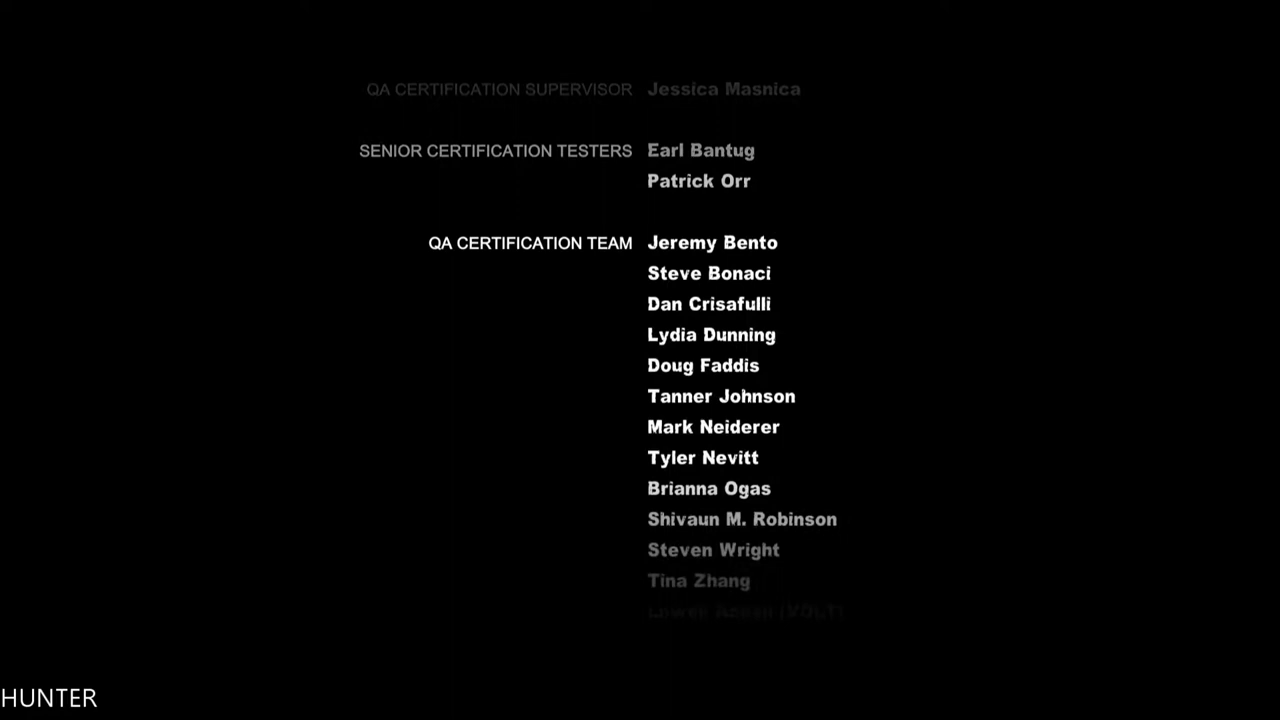 QA CERTIFICATION SUPERVISOR Jessica Masnica
SENIOR CERTIFICATION TESTERS Earl Bantug
Patrick Orr
QA CERTIFICATION TEAM Jeremy Bento
Steve Bonaci
Dan Crisafulli
Lydia Dunning
Doug Faddis
Tanner Johnson
Mark Neiderer
Tyler Nevitt
Brianna Ogas
Shivaun M. Robinson
Steven Wright
Tina Zhang
Lowell (VOLT)
HUNTER